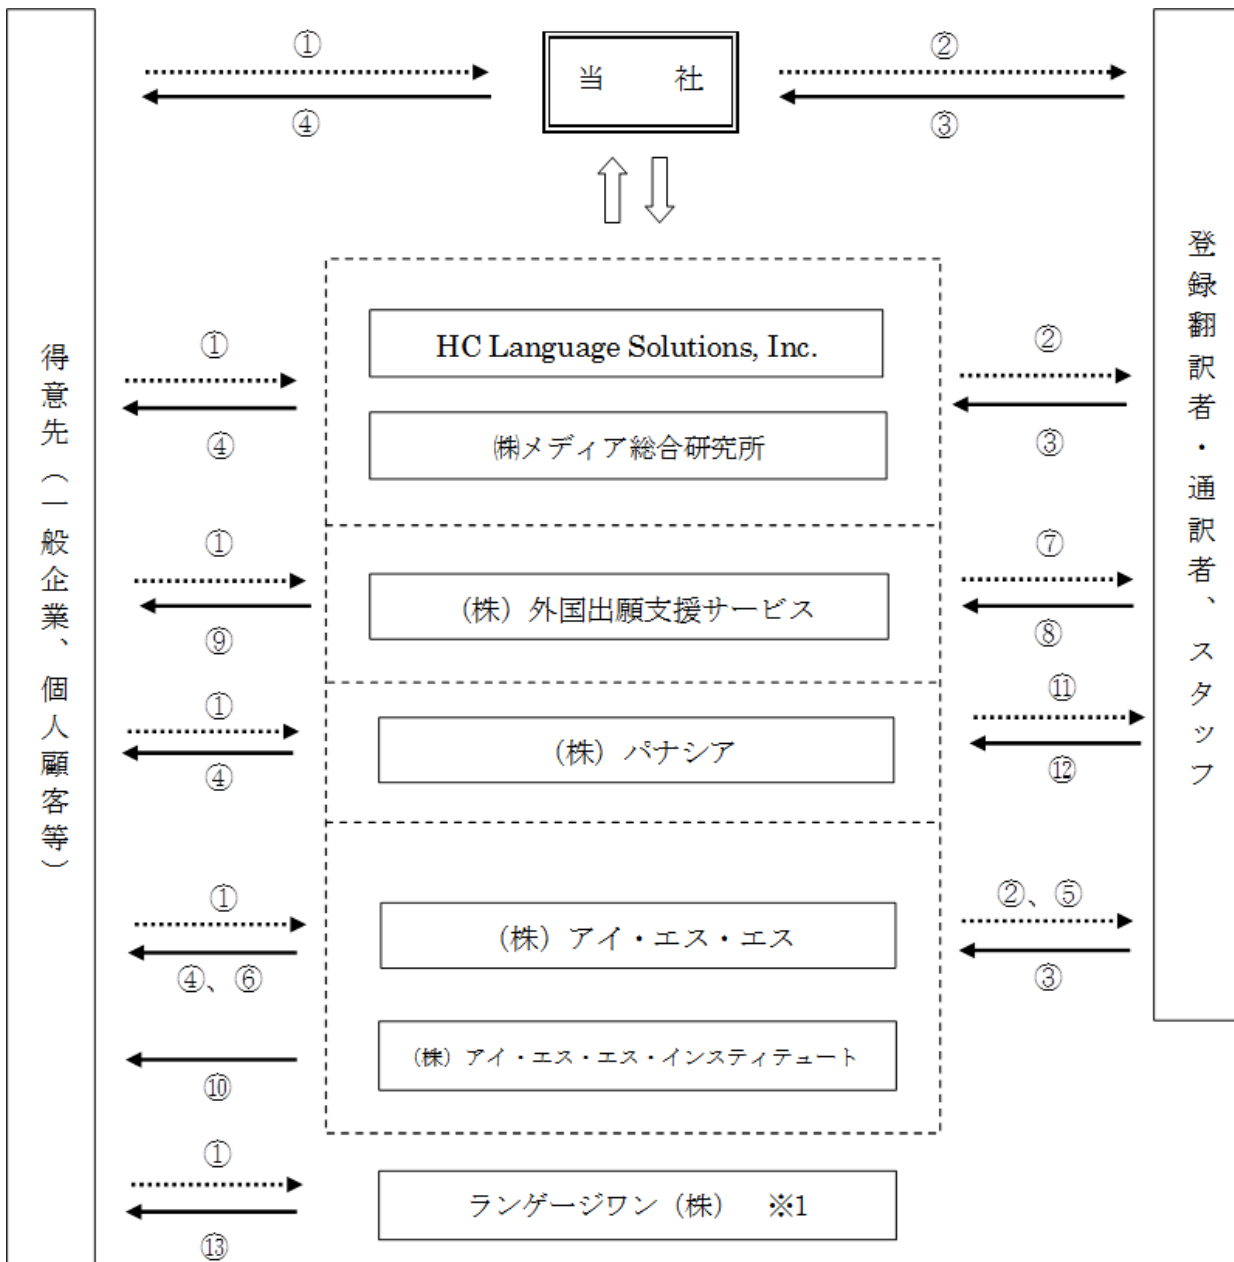 ①
②
当　社
④
③
得意先（一般企業、個人顧客等）
登録翻訳者・通訳者、スタッフ
①
HC Language Solutions, Inc.
②
④
㈱メディア総合研究所
③
①
⑦
（株）外国出願支援サービス
⑨
⑧
①
⑪
（株）パナシア
④
⑫
①
②、⑤
（株）アイ・エス・エス
④、⑥
③
（株）アイ・エス・エス・インスティテュート
⑩
①
ランゲージワン（株）　※1
⑬